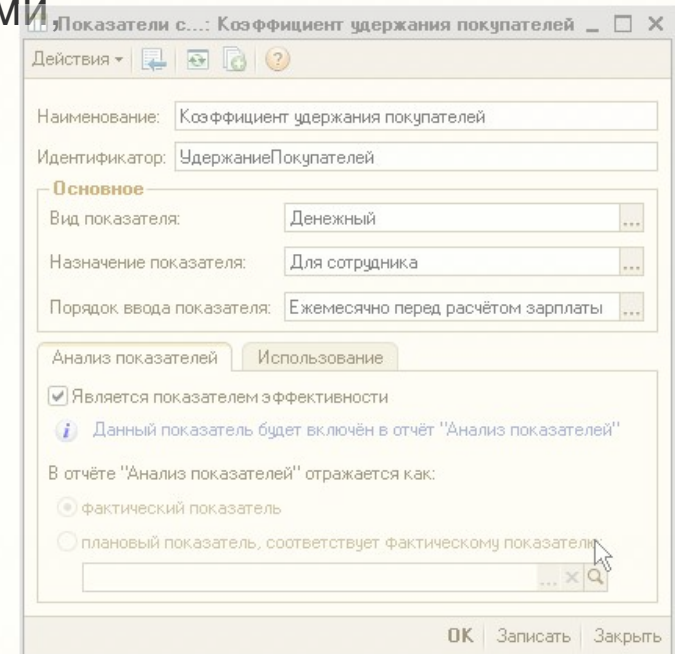 ми,
Показатели с...: Коэффициент удержания покупателей
Действия
Наименование: Коэффициент удержания покупателей
Идентификатор: УдержаниеПокупателей
Основное
Вид показателя: Денежный ...
Назначение показателя: Для сотрудника ...
Порядок ввода показателя: Ежемесячно перед расчётом зарплаты ...
Анализ показателей Использование
Является показателем эффективности
i Данный показатель будет включён в отчёт "Анализ показателей"
В отчёте "Анализ показателей" отражается как:
фактический показатель
плановый показатель, соответствует фактическому показателю:
...
OK Записать Закрыть